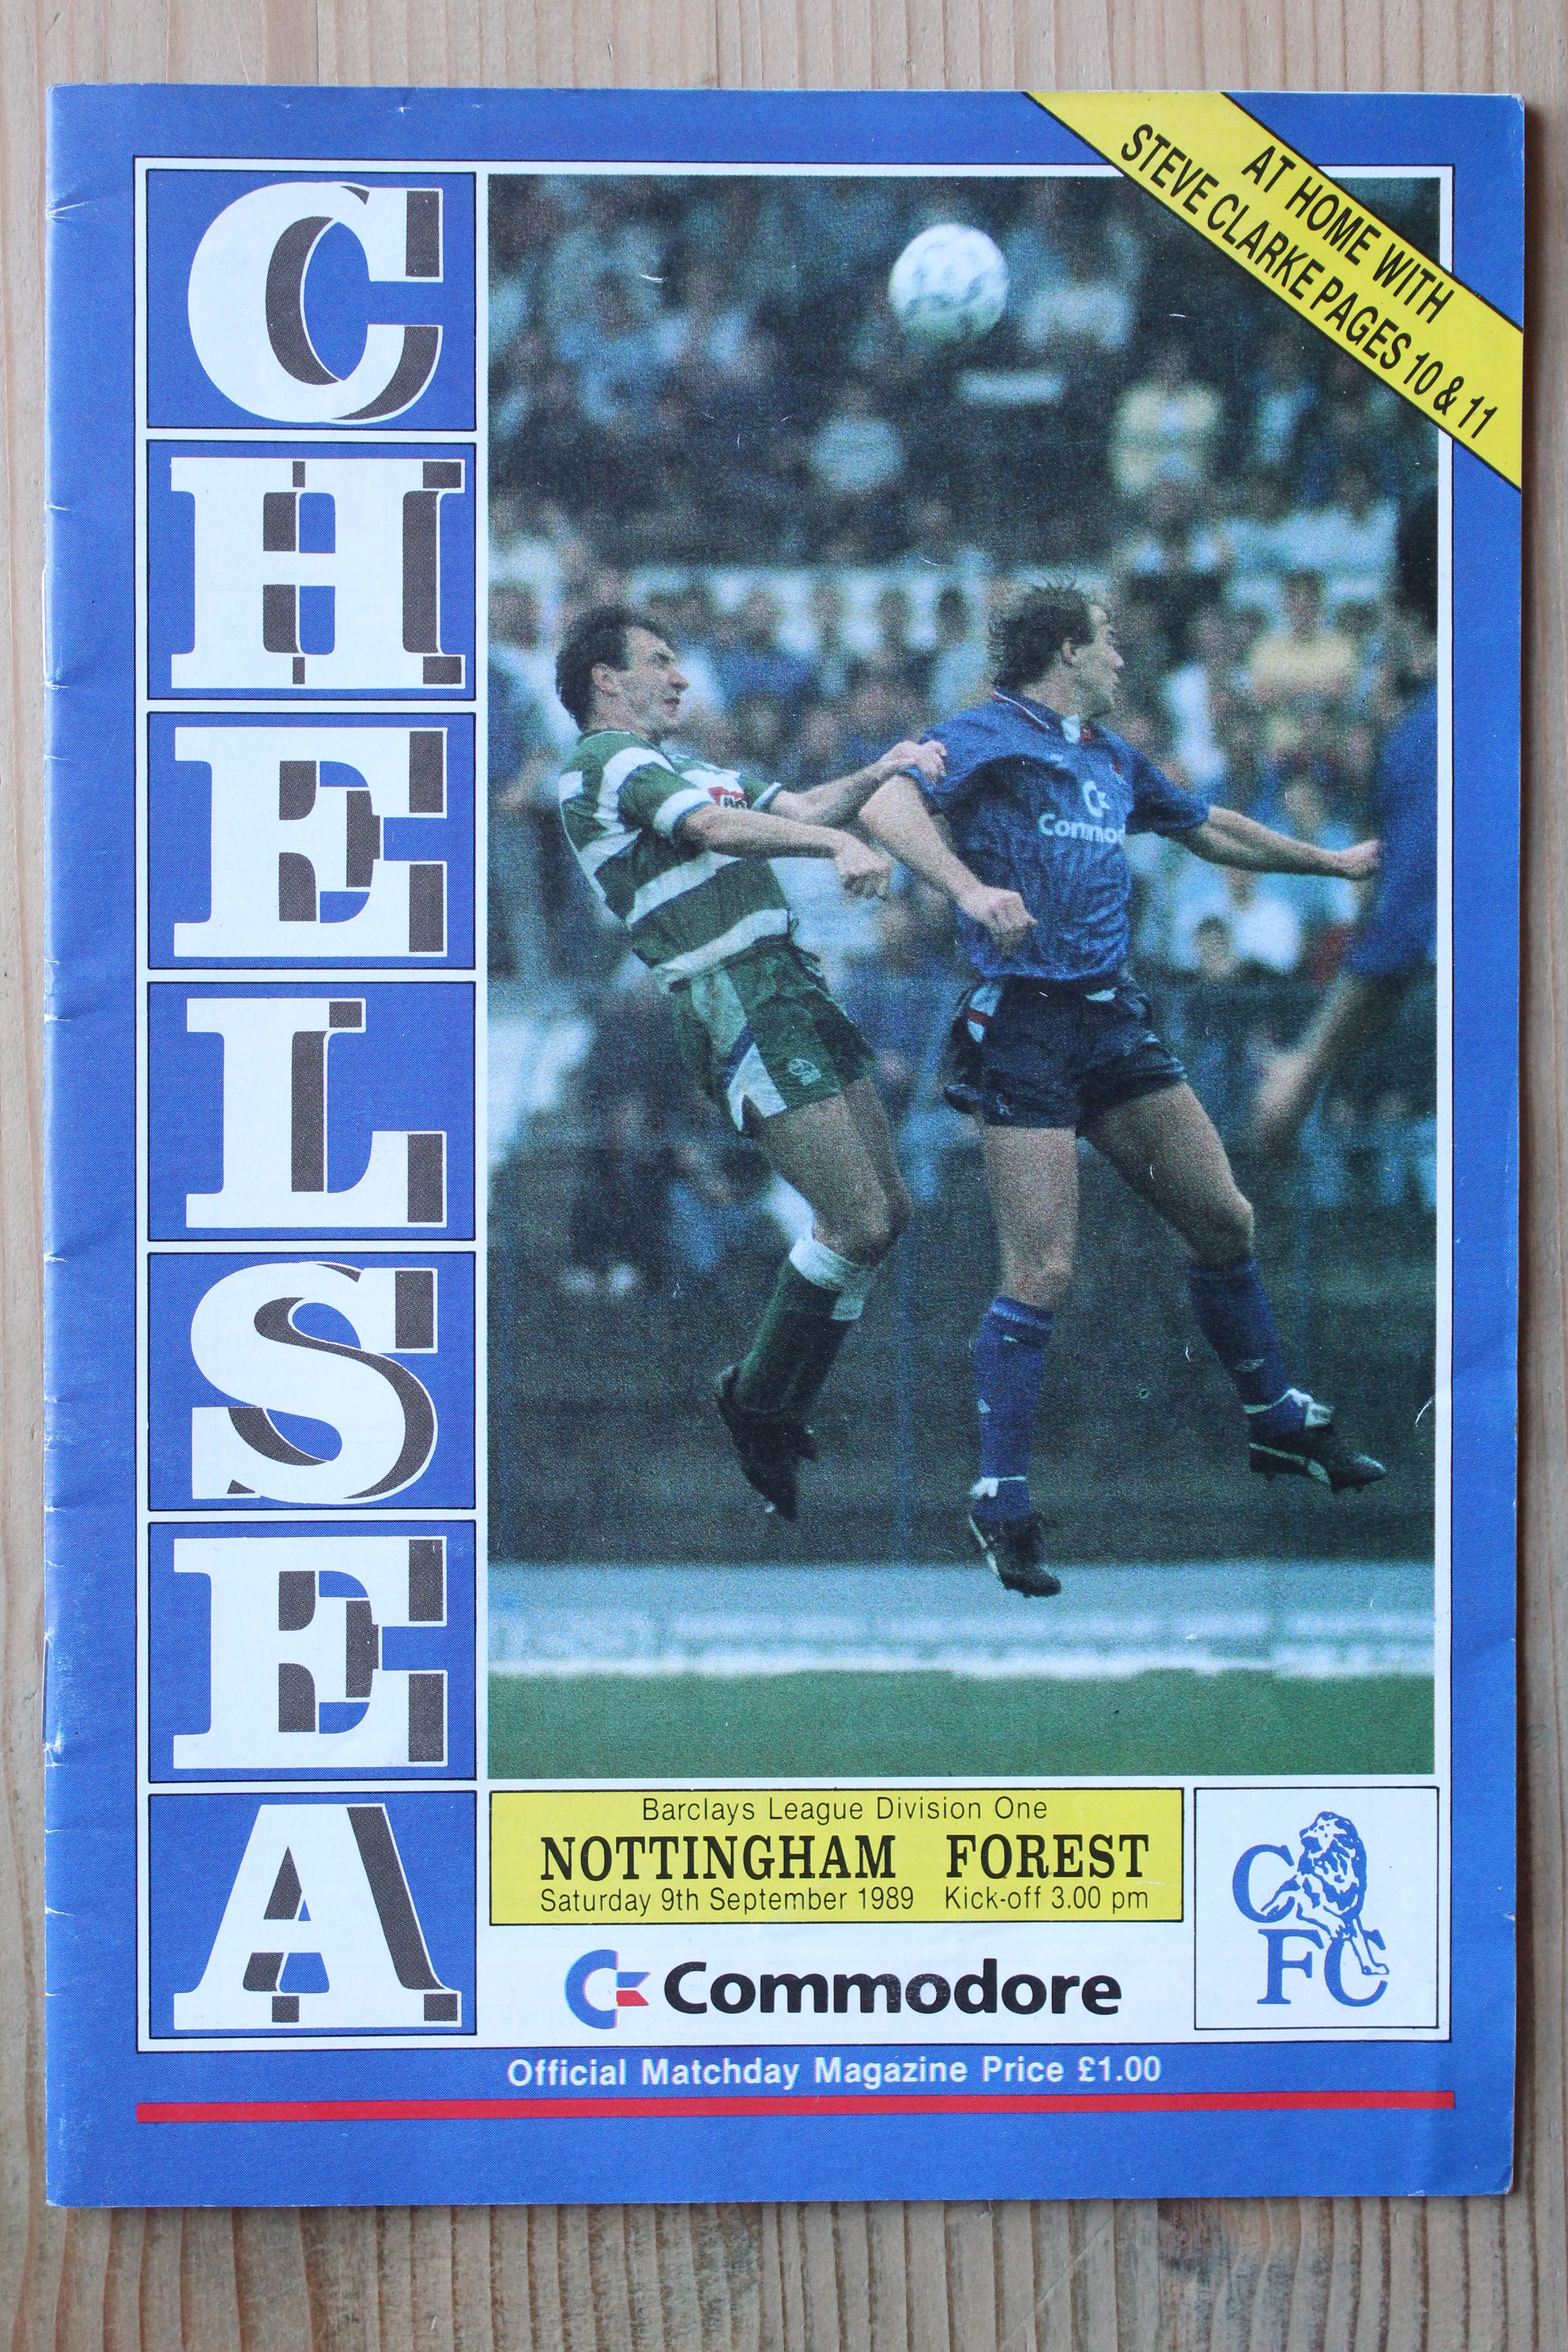 AT HOME WITH
STEVE CLARKE PAGES 10 & 11
CHELSEA
Commo
Barclays League Division One
NOTTINGHAM FOREST
Saturday 9th September 1989 Kick-off 3.00 pm
Commodore
CFC
Official Matchday Magazine Price £1.00